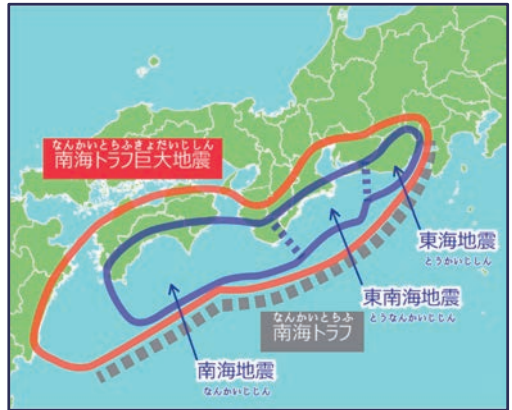 なんかいとらふきょだいじしん
南海トラフ巨大地震
東海地震
とうかいじしん
東南海地震
とうなんかいじしん
なんかいとらふ
南海トラフ
南海地震
なんかいじしん